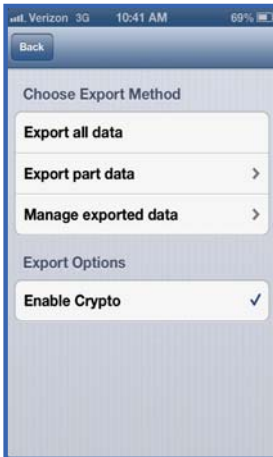 Verizon 3G 10:41 AM 69%
Back
Choose Export Method
Export all data
Export part data
Manage exported data
Export Options
Enable Crypto